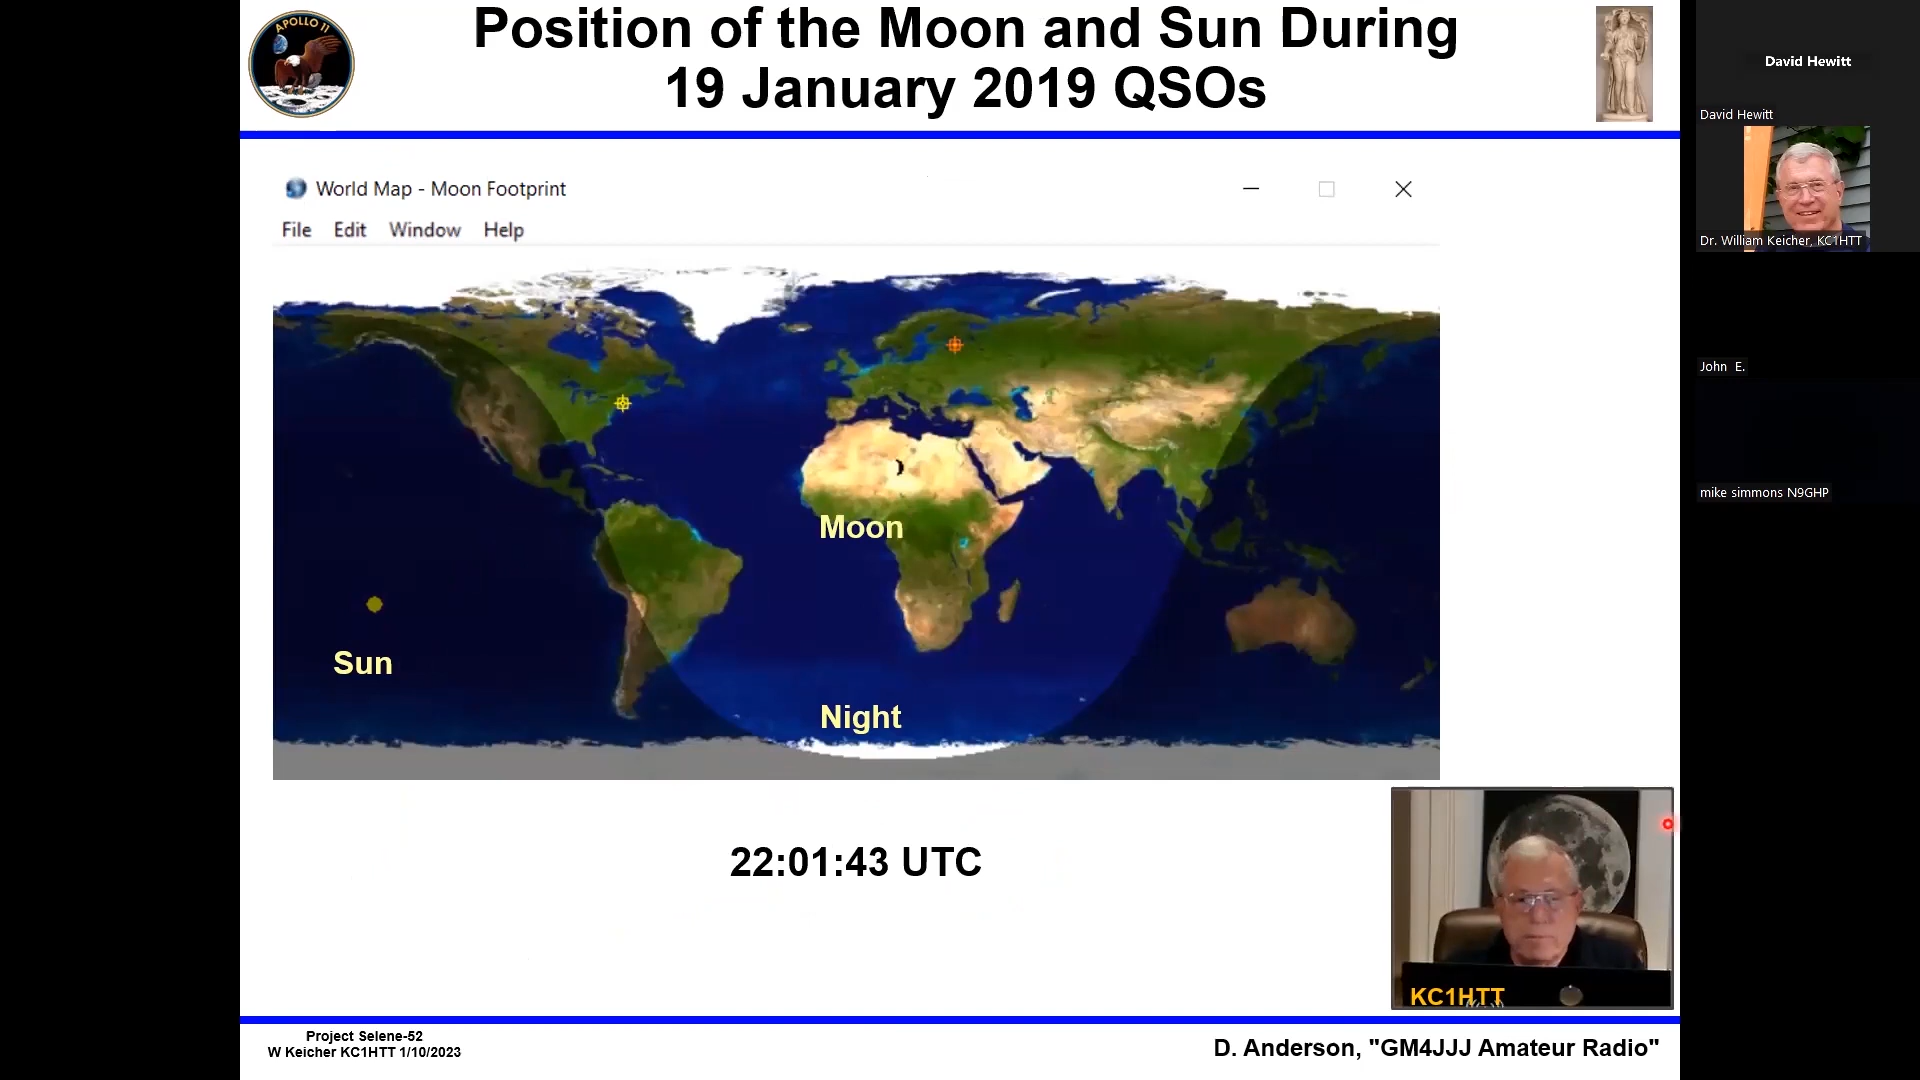 APOLLO 11
Position of the Moon and Sun During
19 January 2019 QSOs
World Map - Moon Footprint
File Edit Window Help
Moon
Sun
Night
22:01:43 UTC
KC1HTT
Project Selene-52
W Keicher KC1HTT 1/10/2023
D. Anderson, "GM4JJJ Amateur Radio"
David Hewitt
David Hewitt
Dr. William Keicher, KC1HTT
John E.
mike simmons N9GHP